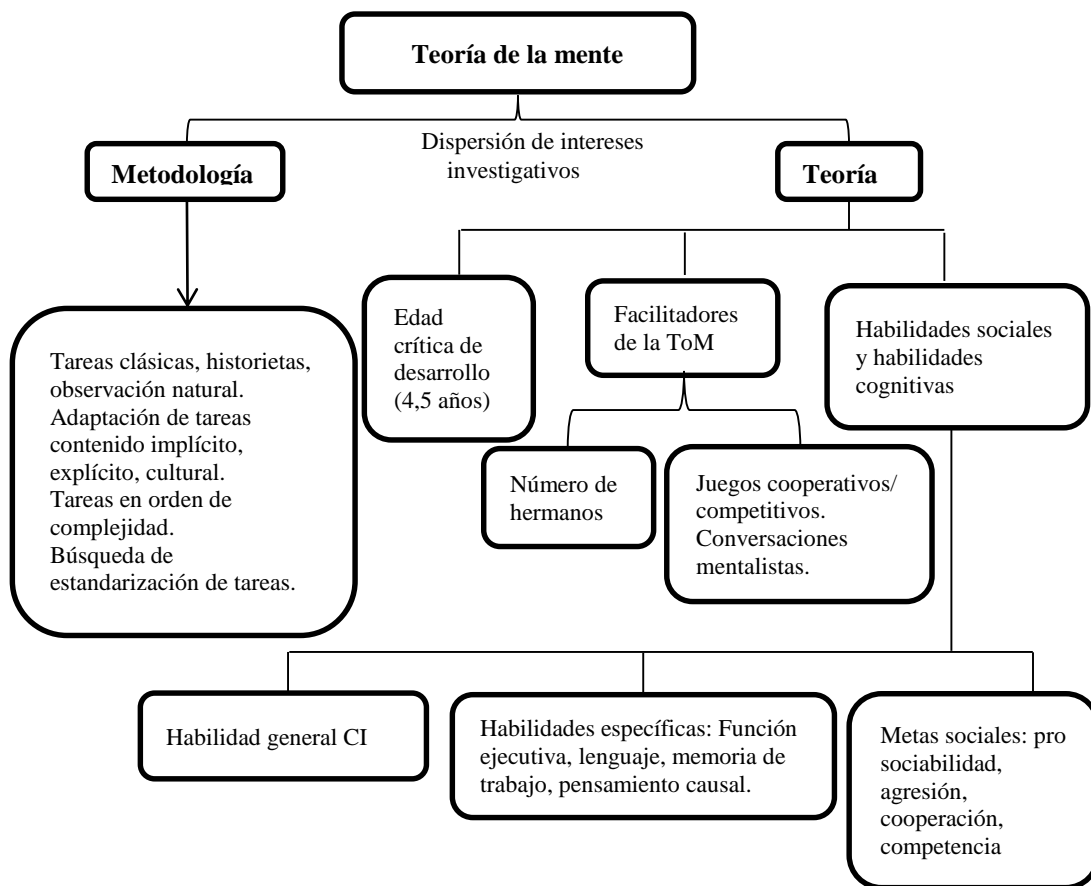 Teoría de la mente
Dispersión de intereses
investigativos
Metodología
Teoría
Tareas clásicas, historietas,
observación natural.
Adaptación de tareas
contenido implícito,
explícito, cultural.
Tareas en orden de
complejidad.
Búsqueda de
estandarización de tareas.
Edad
crítica de
desarrollo
(4,5 años)
Facilitadores
de la ToM
Habilidades sociales
y habilidades
cognitivas
Número de
hermanos
Juegos cooperativos/
competitivos.
Conversaciones
mentalistas.
Habilidad general CI
Habilidades específicas: Función
ejecutiva, lenguaje, memoria de
trabajo, pensamiento causal.
Metas sociales: pro
sociabilidad,
agresión,
cooperación,
competencia